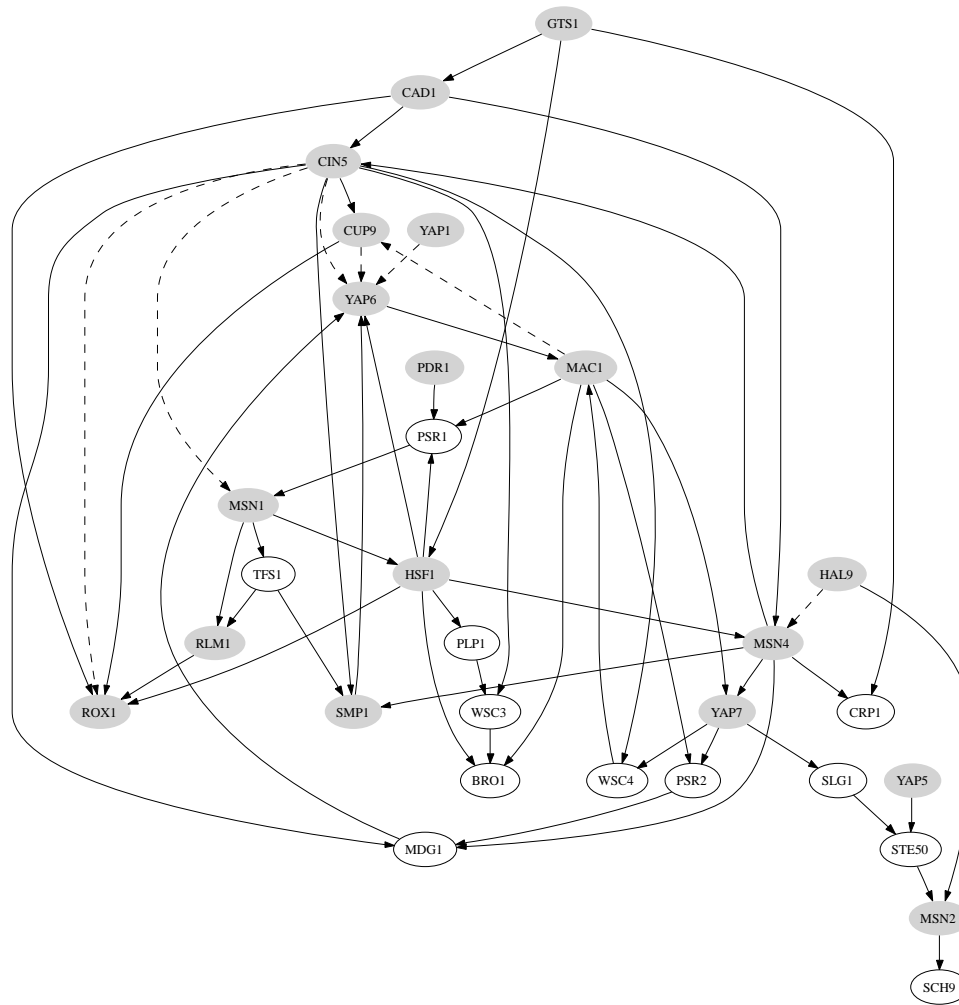 GTS1
CAD1
CIN5
CUP9
YAP1
YAP6
PDR1
MAC1
PSR1
MSN1
TFS1
HSF1
HAL9
RLM1
PLP1
MSN4
ROX1
SMP1
WSC3
YAP7
CRP1
BRO1
WSC4
PSR2
SLG1
YAP5
MDG1
STE50
MSN2
SCH9